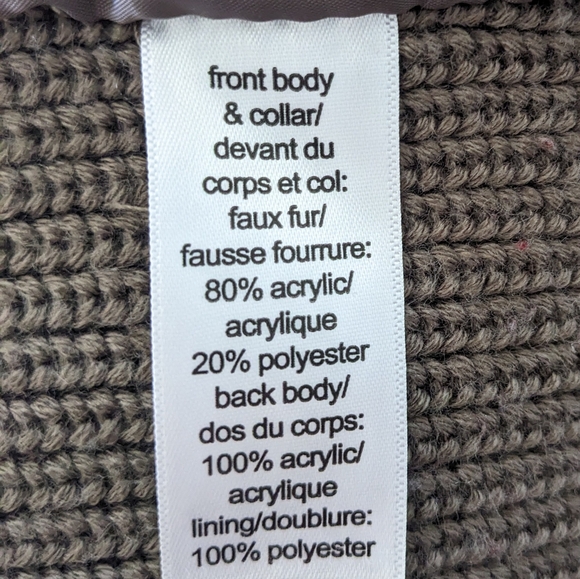 front body
& collar/
devant du
corps et col:
faux fur/
fausse fourrure:
80% acrylic/
acrylique
20% polyester
back body/
dos du corps:
100% acrylic/
acrylique
lining/doublure:
100% polyester